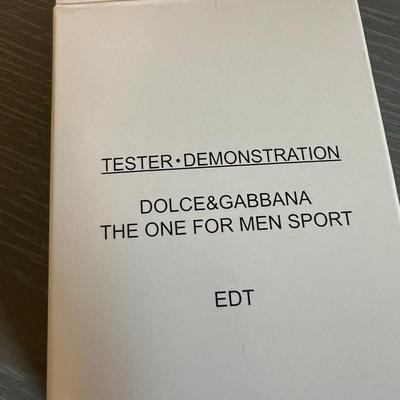 TESTER•DEMONSTRATION
DOLCE&GABBANA
THE ONE FOR MEN SPORT
EDT